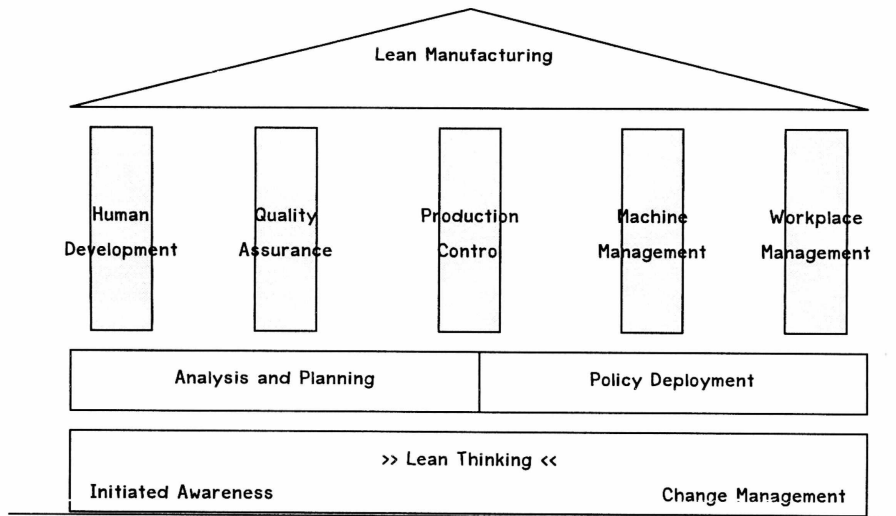 Lean Manufacturing
Human
Development
Quality
Assurance
Production
Control
Machine
Management
Workplace
Management
Analysis and Planning
Policy Deployment
>> Lean Thinking <<
Initiated Awareness
Change Management